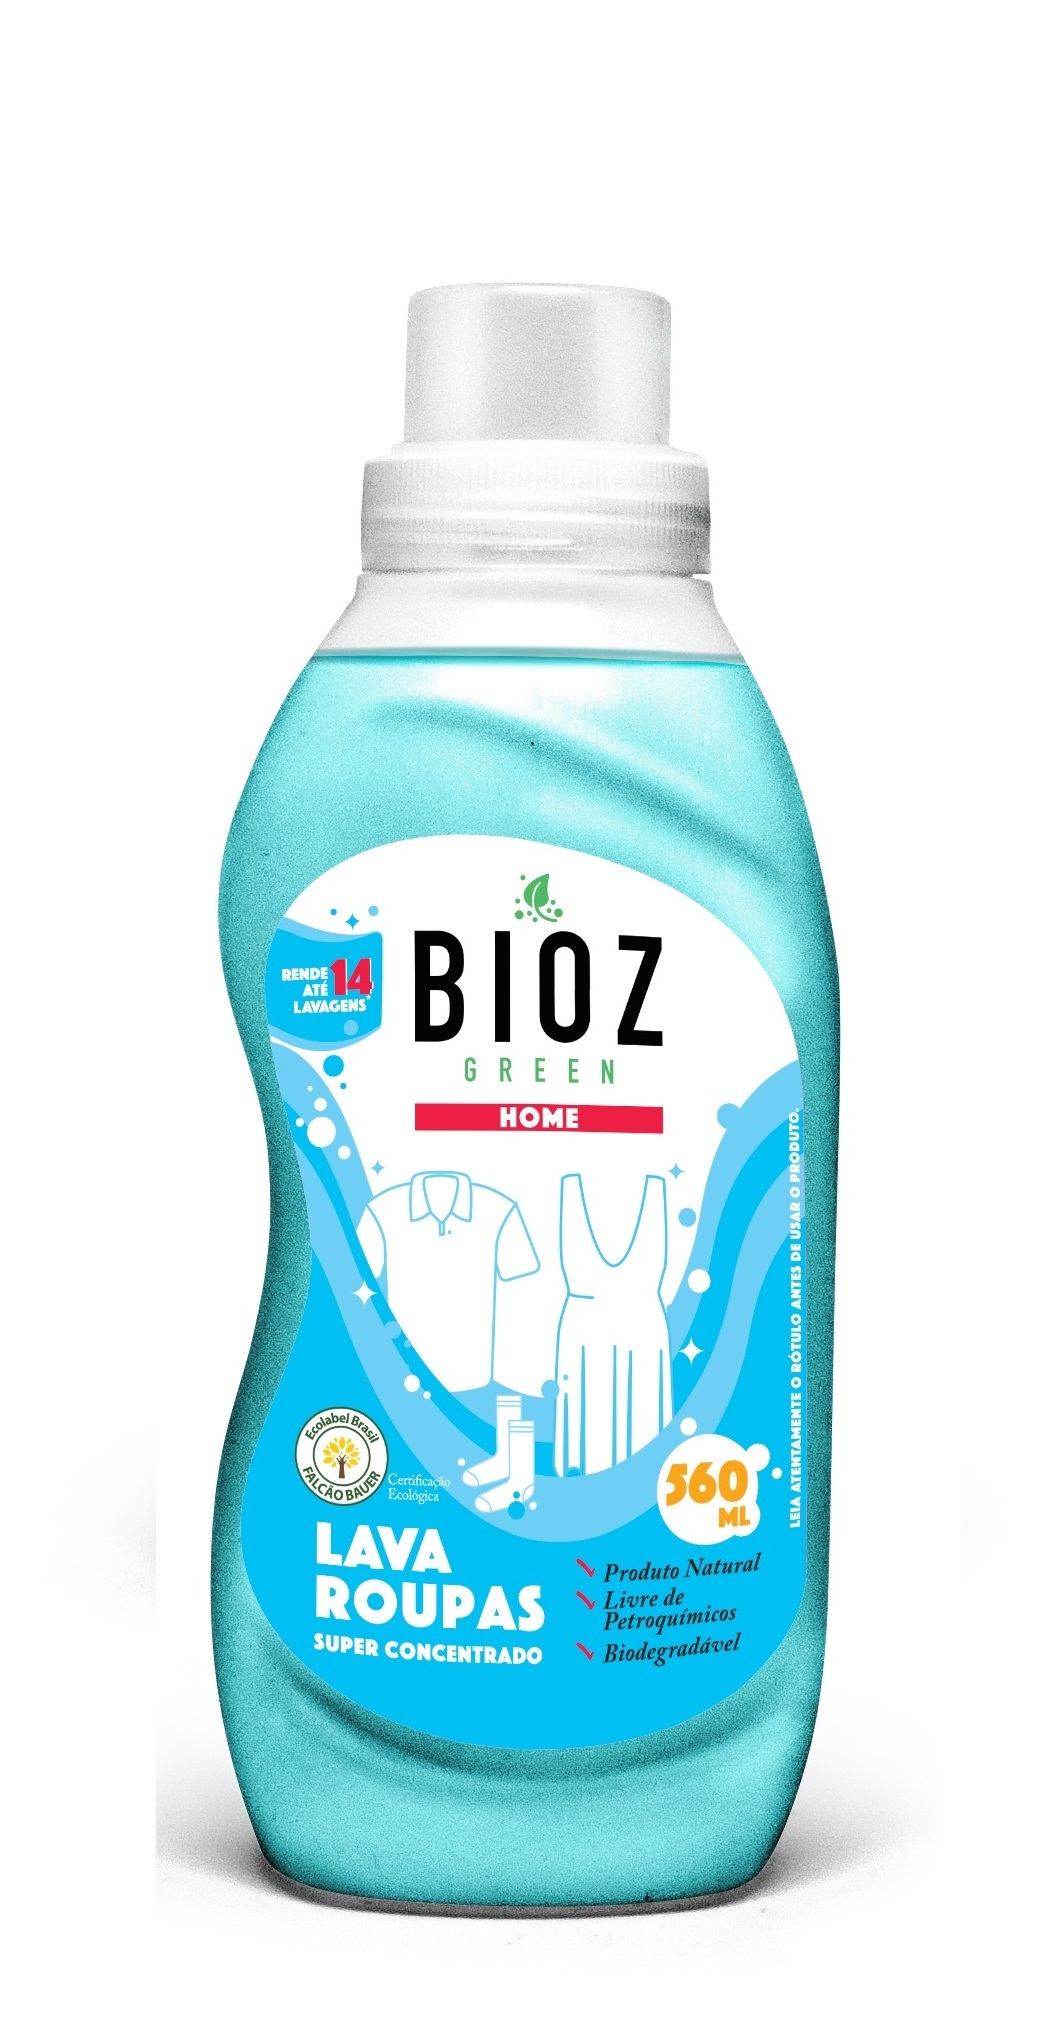 RENDE
ATÉ 14
LAVAGENS*
BIOZ
GREEN
HOME
LEIA ATENTAMENTE O RÓTULO ANTES DE USAR O PRODUTO.
Ecolabel Brasil
FALCÃO BAUER
Certificação
Ecológica
560
ML
LAVA
ROUPAS
SUPER CONCENTRADO
Produto Natural
Livre de
Petroquímicos
Biodegradável